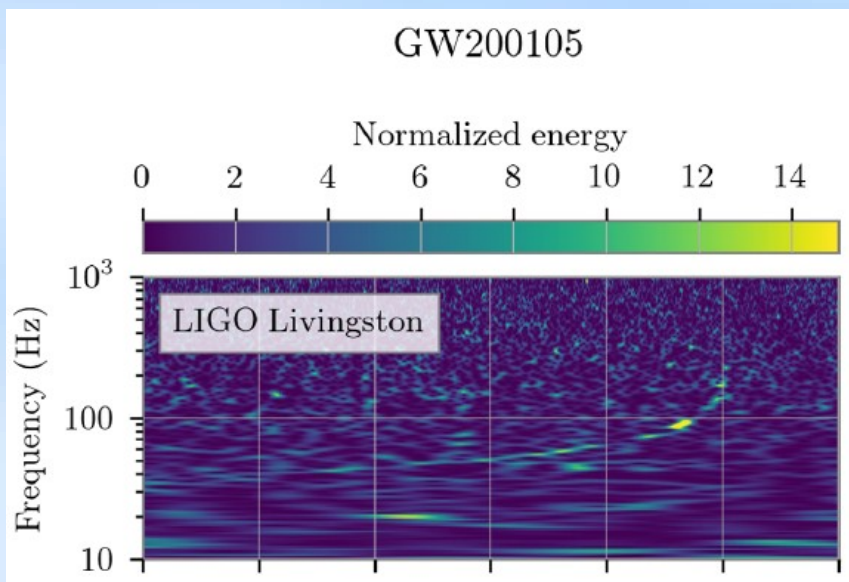 GW200105
Normalized energy
0 2 4 6 8 10 12 14
10³
LIGO Livingston
Frequency (Hz)
100
10